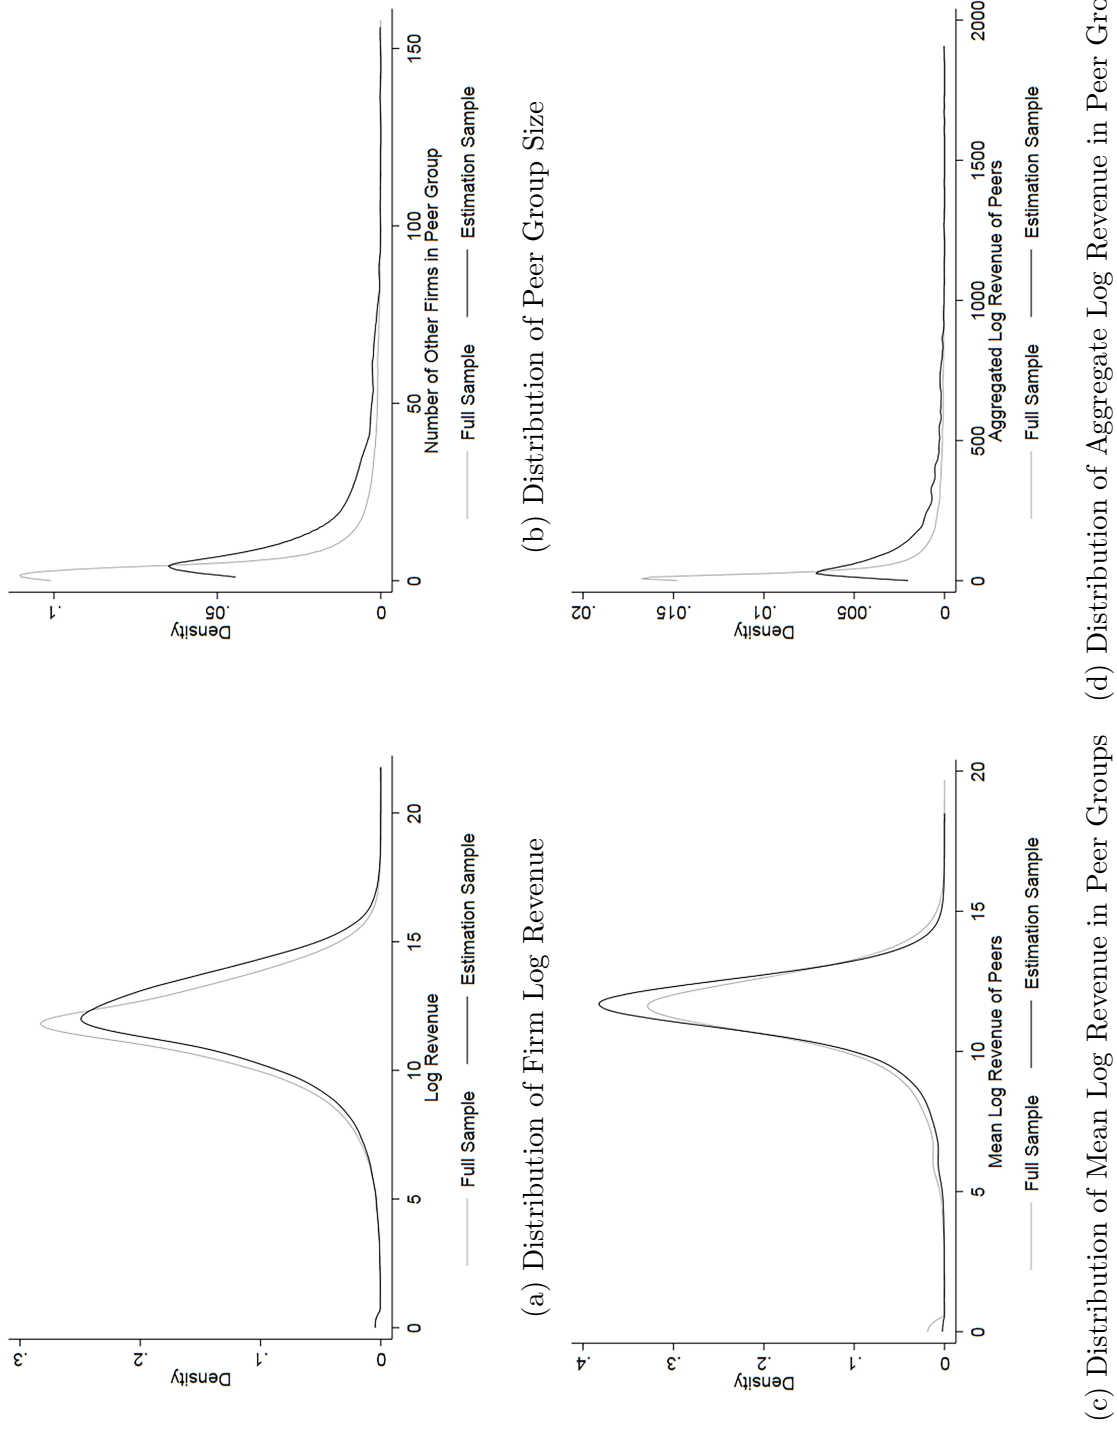 .3
.2
.1
0
Density
0
5
10
15
20
Log Revenue
Full Sample
Estimation Sample
(a) Distribution of Firm Log Revenue
.1
.05
0
Density
0
50
100
150
Number of Other Firms in Peer Group
Full Sample
Estimation Sample
(b) Distribution of Peer Group Size
.4
.3
.2
.1
0
Density
0
5
10
15
20
Mean Log Revenue of Peers
Full Sample
Estimation Sample
(c) Distribution of Mean Log Revenue in Peer Groups
.02
.015
.01
.005
0
Density
0
500
1000
1500
2000
Aggregated Log Revenue of Peers
Full Sample
Estimation Sample
(d) Distribution of Aggregate Log Revenue in Peer